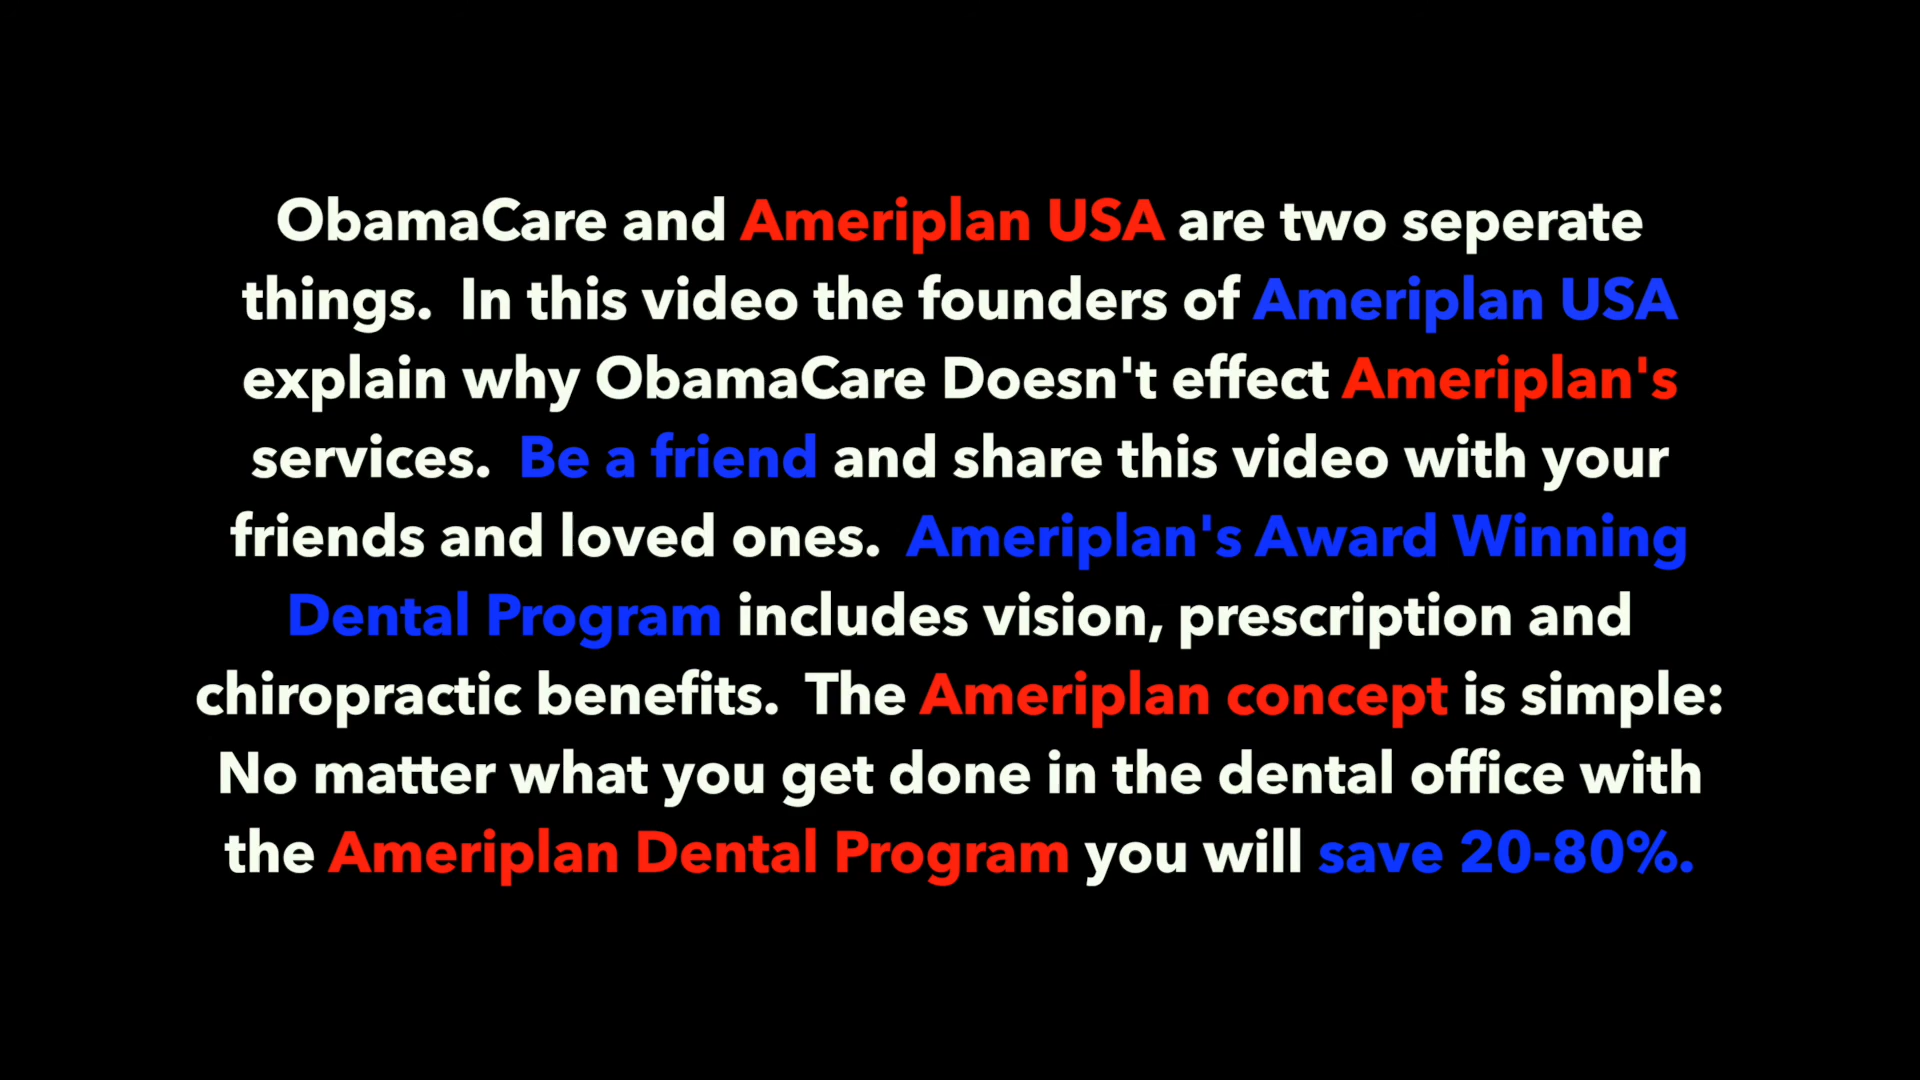 ObamaCare and Ameriplan USA are two seperate
things.  In this video the founders of Ameriplan USA
explain why ObamaCare Doesn't effect Ameriplan's
services.  Be a friend and share this video with your
friends and loved ones.  Ameriplan's Award Winning
Dental Program includes vision, prescription and
chiropractic benefits.  The Ameriplan concept is simple:
No matter what you get done in the dental office with
the Ameriplan Dental Program you will save 20-80%.